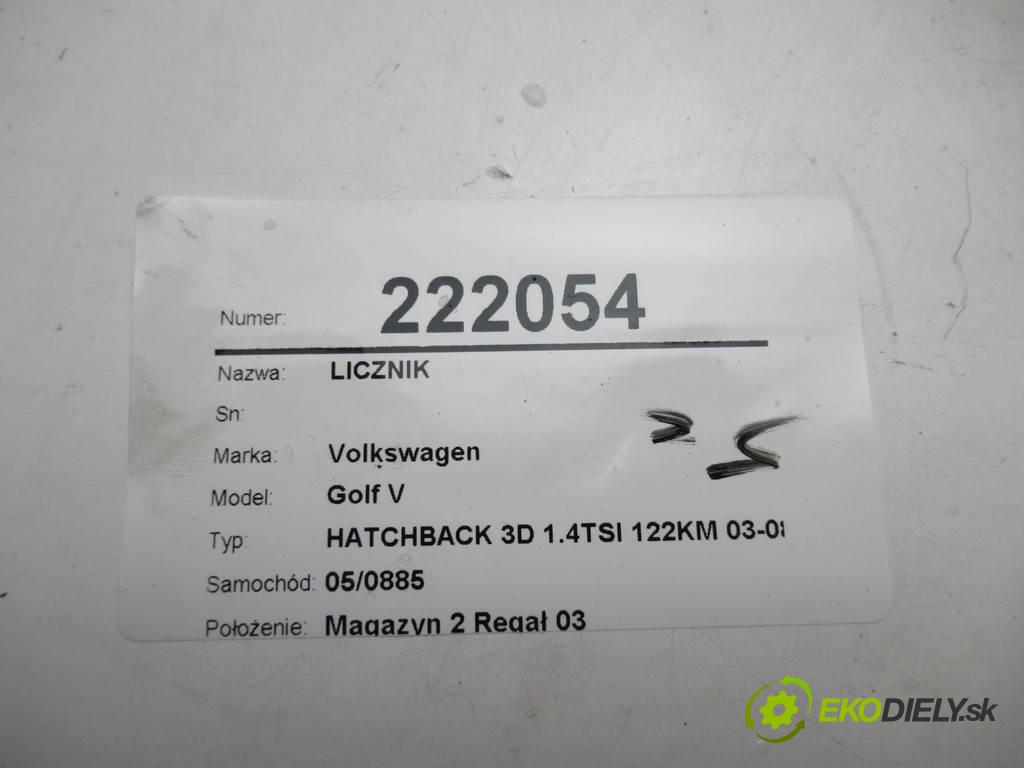 Numer: 222054
Nazwa: LICZNIK
Sn:
Marka: Volkswagen
Model: Golf V
Typ: HATCHBACK 3D 1.4TSI 122KM 03-08
Samochód: 05/0885
Położenie: Magazyn 2 Regał 03
EKODIELY.sk